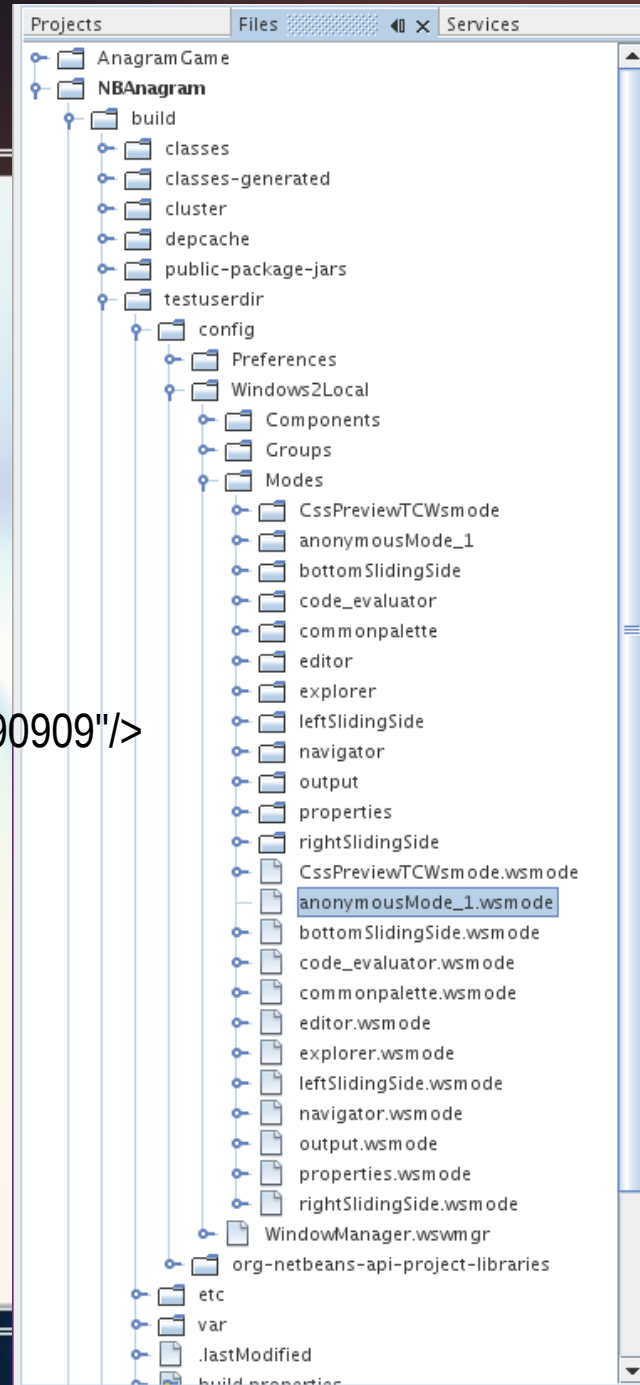 Projects
Files
Services
AnagramGame
NBAnagram
build
classes
classes-generated
cluster
depcache
public-package-jars
testuserdir
config
Preferences
Windows2Local
Components
Groups
Modes
CssPreviewTCWsmode
anonymousMode_1
bottomSlidingSide
code_evaluator
commonpalette
editor
explorer
leftSlidingSide
90909"/>
navigator
output
properties
rightSlidingSide
CssPreviewTCWsmode.wsmode
anonymousMode_1.wsmode
bottomSlidingSide.wsmode
code_evaluator.wsmode
commonpalette.wsmode
editor.wsmode
explorer.wsmode
leftSlidingSide.wsmode
navigator.wsmode
output.wsmode
properties.wsmode
rightSlidingSide.wsmode
WindowManager.wswmgr
org-netbeans-api-project-libraries
etc
var
.lastModified
build.properties